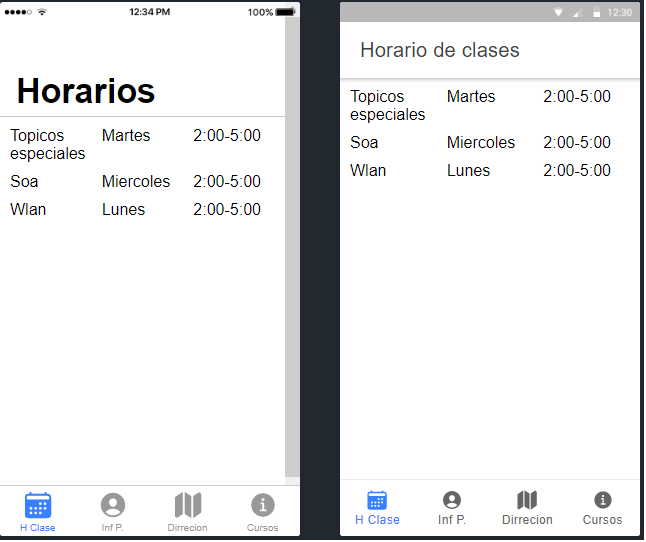 12:34 PM 100%
Horarios
Topicos especiales Martes 2:00-5:00
Soa Miercoles 2:00-5:00
Wlan Lunes 2:00-5:00
H Clase Inf P. Dirrecion Cursos
12:30
Horario de clases
Topicos especiales Martes 2:00-5:00
Soa Miercoles 2:00-5:00
Wlan Lunes 2:00-5:00
H Clase Inf P. Dirrecion Cursos